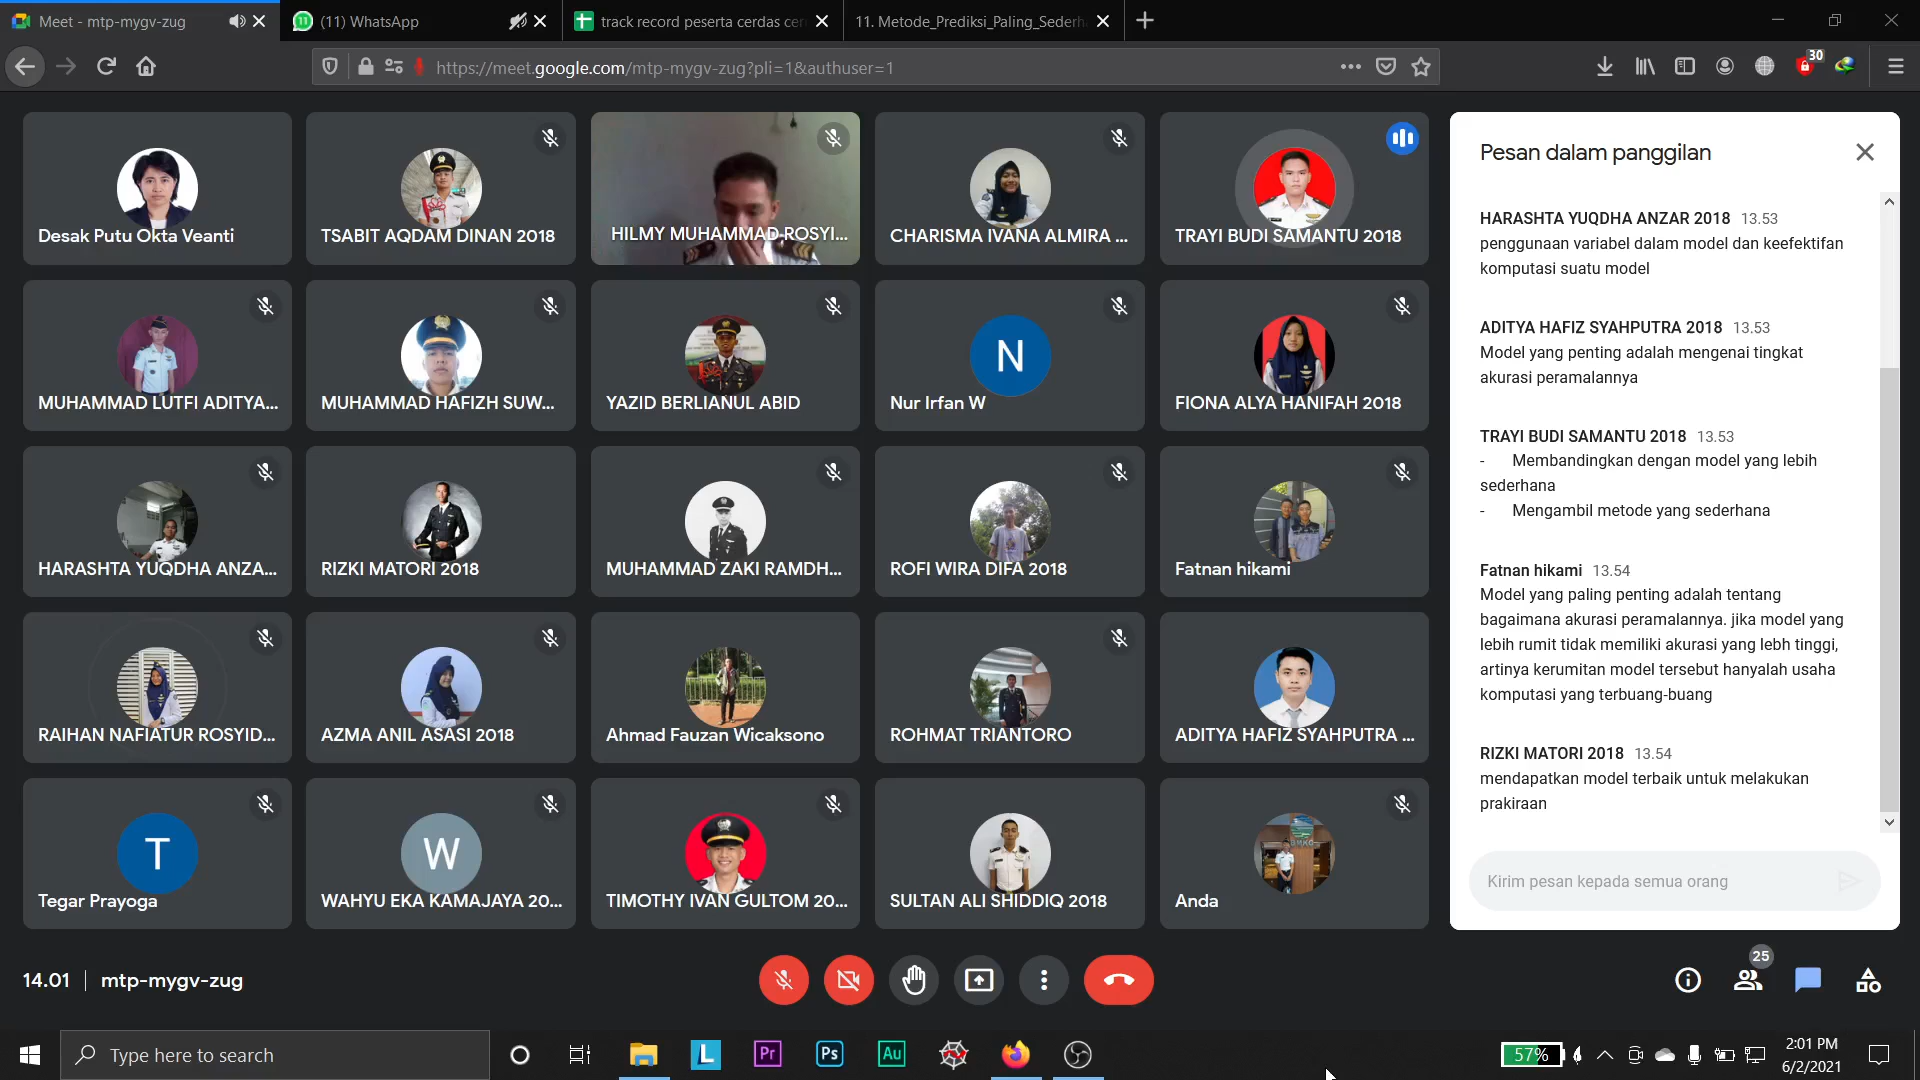 Meet - mtp-mygv-zug
(11) WhatsApp
track record peserta cerdas cer
11. Metode_Prediksi_Paling_Sederh
https://meet.google.com/mtp-mygv-zug?pli=1&authuser=1
30
Desak Putu Okta Veanti
TSABIT AQDAM DINAN 2018
HILMY MUHAMMAD ROSYI...
CHARISMA IVANA ALMIRA ...
TRAYI BUDI SAMANTU 2018
MUHAMMAD LUTFI ADITYA...
MUHAMMAD HAFIZH SUW...
YAZID BERLIANUL ABID
N
Nur Irfan W
FIONA ALYA HANIFAH 2018
HARASHTA YUQDHA ANZA...
RIZKI MATORI 2018
MUHAMMAD ZAKI RAMDH...
ROFI WIRA DIFA 2018
Fatnan hikami
RAIHAN NAFIATUR ROSYID...
AZMA ANIL ASASI 2018
Ahmad Fauzan Wicaksono
ROHMAT TRIANTORO
ADITYA HAFIZ SYAHPUTRA ...
T
Tegar Prayoga
W
WAHYU EKA KAMAJAYA 20...
TIMOTHY IVAN GULTOM 20...
SULTAN ALI SHIDDIQ 2018
Anda
Pesan dalam panggilan
HARASHTA YUQDHA ANZAR 2018 13.53
penggunaan variabel dalam model dan keefektifan
komputasi suatu model
ADITYA HAFIZ SYAHPUTRA 2018 13.53
Model yang penting adalah mengenai tingkat
akurasi peramalannya
TRAYI BUDI SAMANTU 2018 13.53
- Membandingkan dengan model yang lebih
sederhana
- Mengambil metode yang sederhana
Fatnan hikami 13.54
Model yang paling penting adalah tentang
bagaimana akurasi peramalannya. jika model yang
lebih rumit tidak memiliki akurasi yang lebh tinggi,
artinya kerumitan model tersebut hanyalah usaha
komputasi yang terbuang-buang
RIZKI MATORI 2018 13.54
mendapatkan model terbaik untuk melakukan
prakiraan
Kirim pesan kepada semua orang
14.01 | mtp-mygv-zug
25
Type here to search
L
Pr
Ps
Au
57%
2:01 PM
6/2/2021